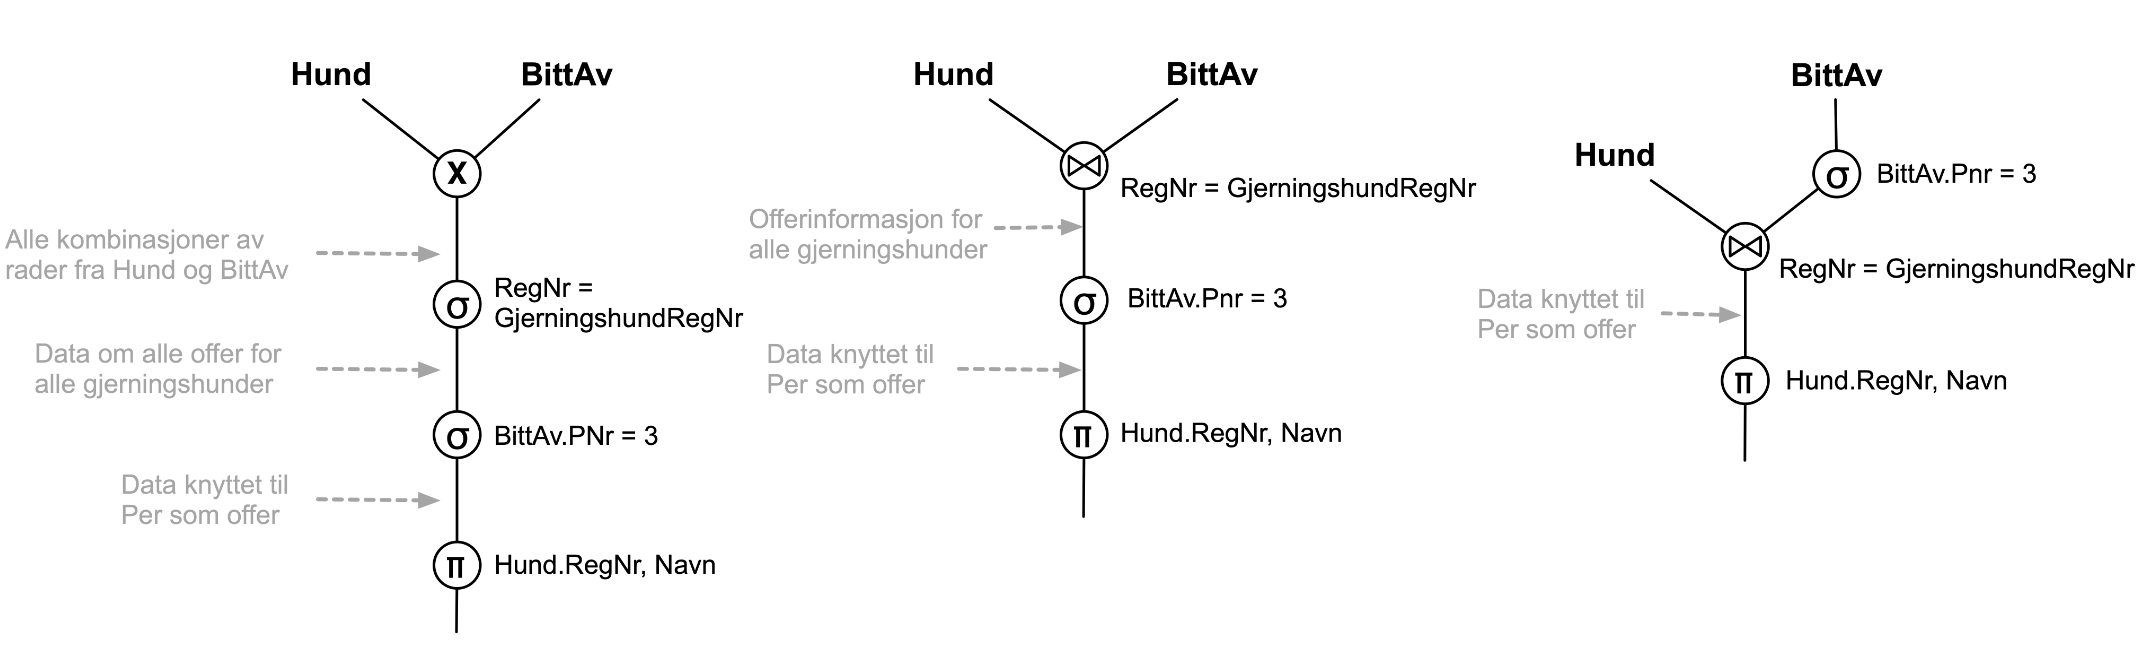 Hund
BittAv
X
Alle kombinasjoner av
rader fra Hund og BittAv
σ
RegNr =
GjerningshundRegNr
Data om alle offer for
alle gjerningshunder
σ
BittAv.PNr = 3
Data knyttet til
Per som offer
π
Hund.RegNr, Navn
Hund
BittAv
⋈
RegNr = GjerningshundRegNr
Offerinformasjon for
alle gjerningshunder
σ
BittAv.Pnr = 3
Data knyttet til
Per som offer
π
Hund.RegNr, Navn
BittAv
Hund
σ
BittAv.Pnr = 3
⋈
RegNr = GjerningshundRegNr
Data knyttet til
Per som offer
π
Hund.RegNr, Navn